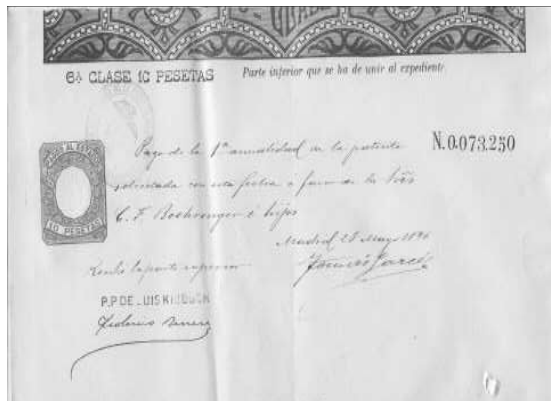 CLASE
6ª CLASE 10 PESETAS
Parte inferior que se ha de unir al expediente
N.0.073.250
Pago de la 1ª anualidad de la patente
solicitada con esta fecha a favor de los Sres
C. F. Boehringer é hijos
Madrid 28 Mayo 1896
10 PESETAS
Recibí la parte superior
P.P DE
Federico